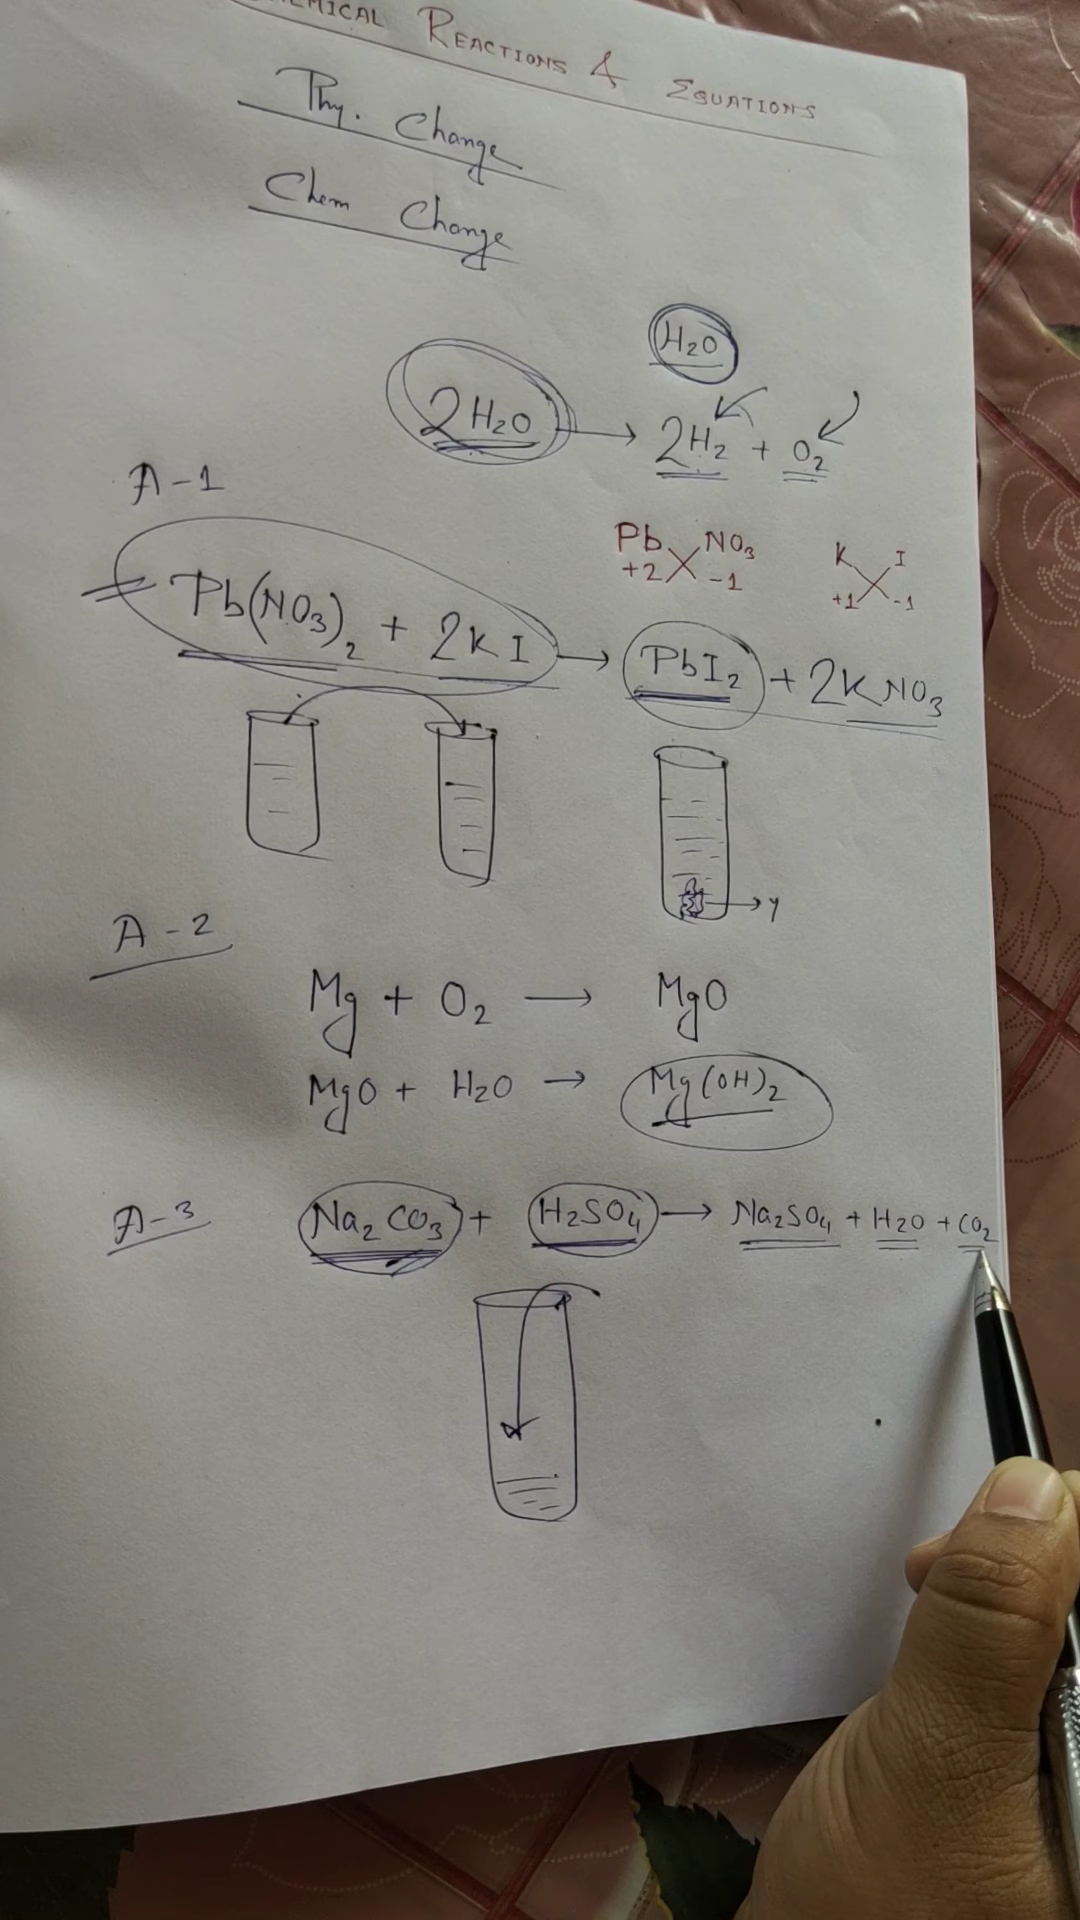 CHEMICAL REACTIONS & EQUATIONS
Phy. Change
Chem Change
H₂O
2H₂O → 2H₂ + O₂
A-1
Pb NO₃ K I
+2 -1 +1 -1
Pb(NO₃)₂ + 2KI → PbI₂ + 2KNO₃
→ Y
A-2
Mg + O₂ → MgO
MgO + H₂O → Mg(OH)₂
A-3
Na₂CO₃ + H₂SO₄ → Na₂SO₄ + H₂O + CO₂